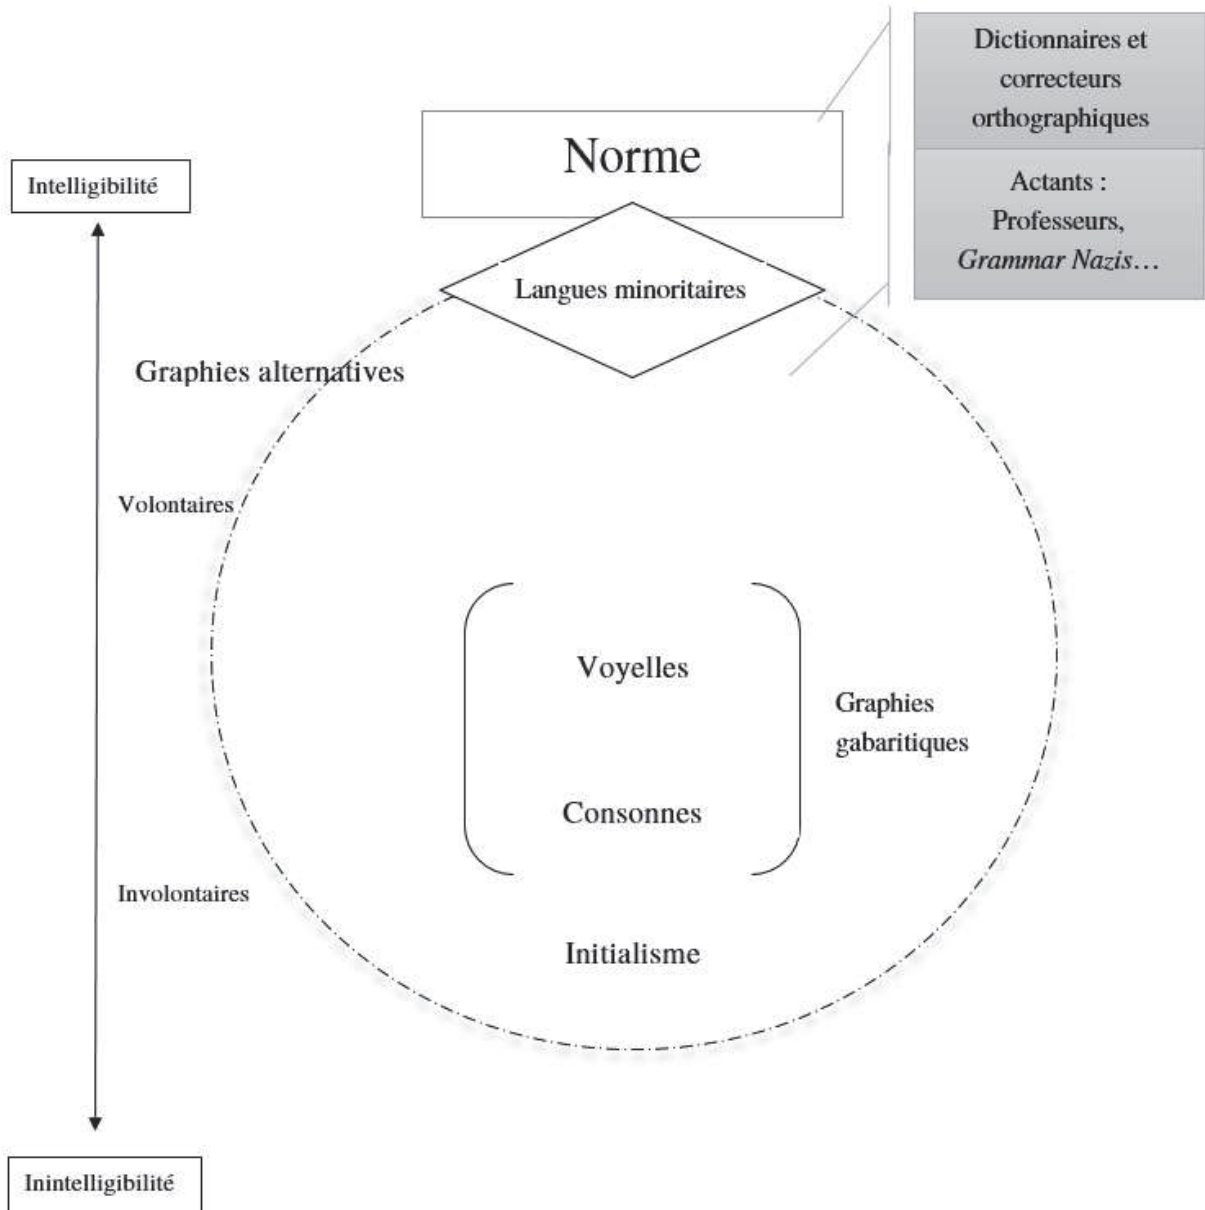 Dictionnaires et
correcteurs
orthographiques
Norme
Intelligibilité
Actants :
Professeurs,
Grammar Nazis…
Langues minoritaires
Graphies alternatives
Volontaires
Voyelles
Graphies
gabaritiques
Consonnes
Involontaires
Initialisme
Inintelligibilité